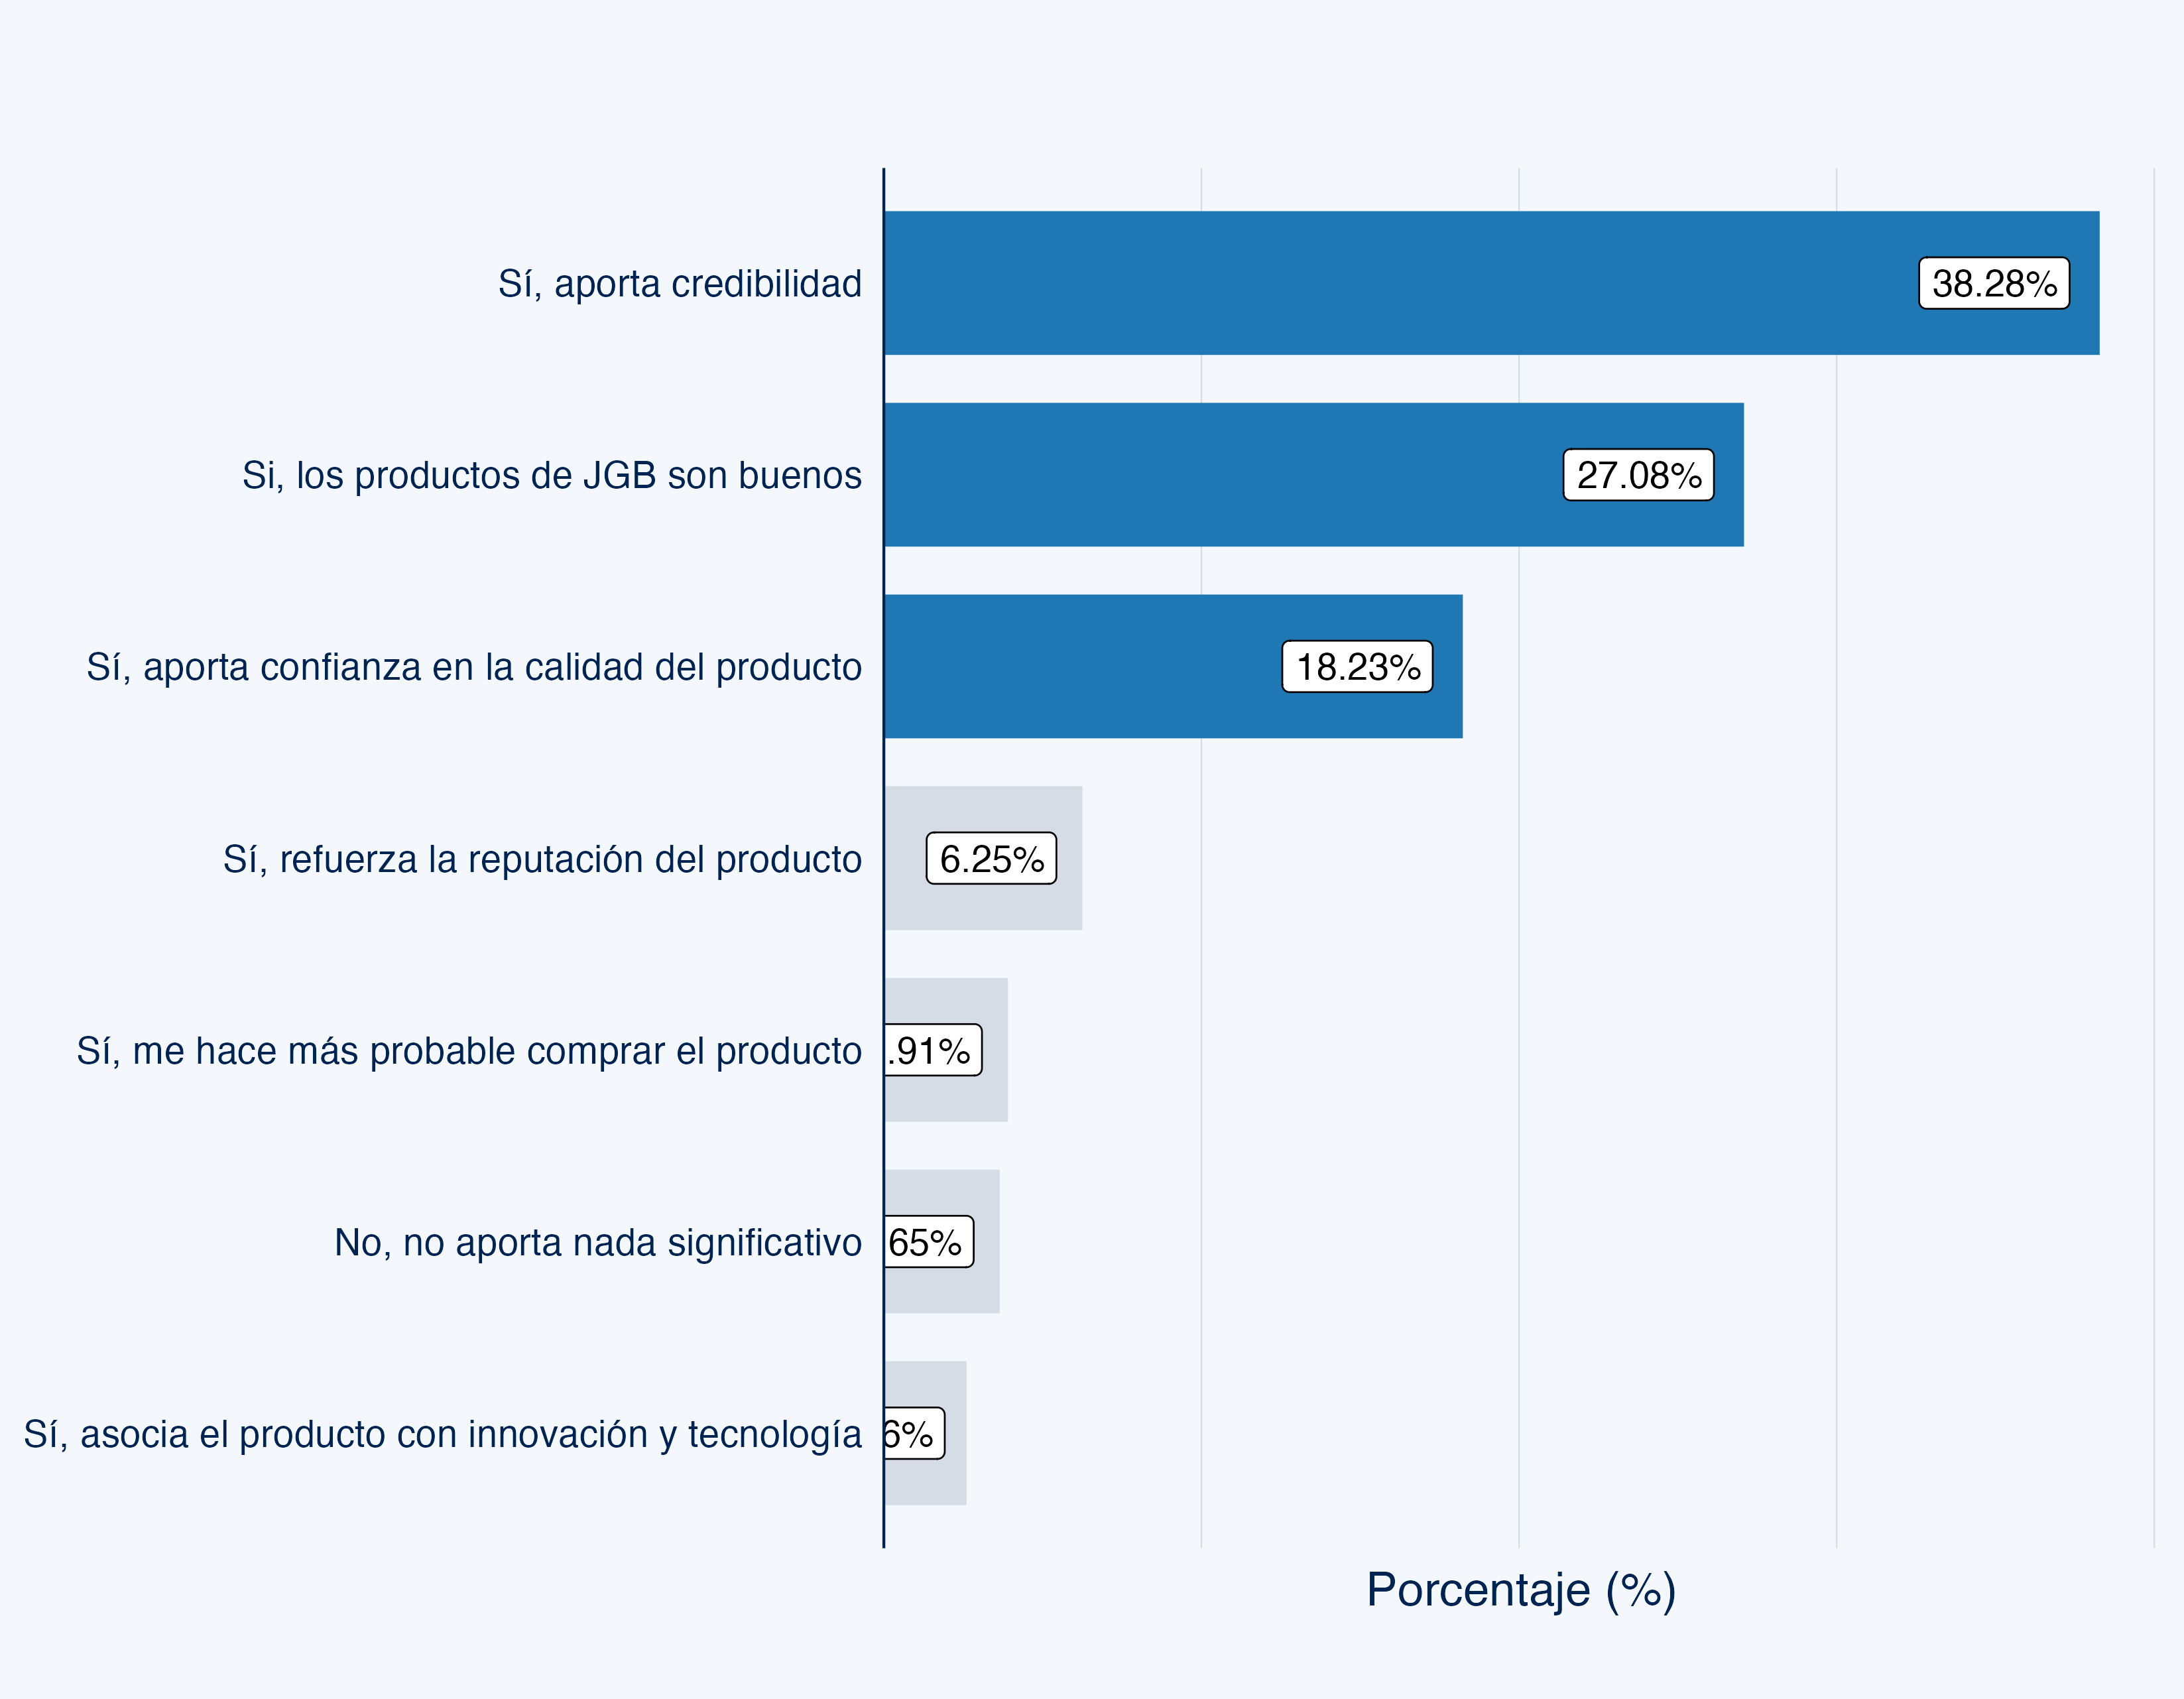 Sí, aporta credibilidad 38.28%
Si, los productos de JGB son buenos 27.08%
Sí, aporta confianza en la calidad del producto 18.23%
Sí, refuerza la reputación del producto 6.25%
Sí, me hace más probable comprar el producto .91%
No, no aporta nada significativo 65%
Sí, asocia el producto con innovación y tecnología 6%
Porcentaje (%)